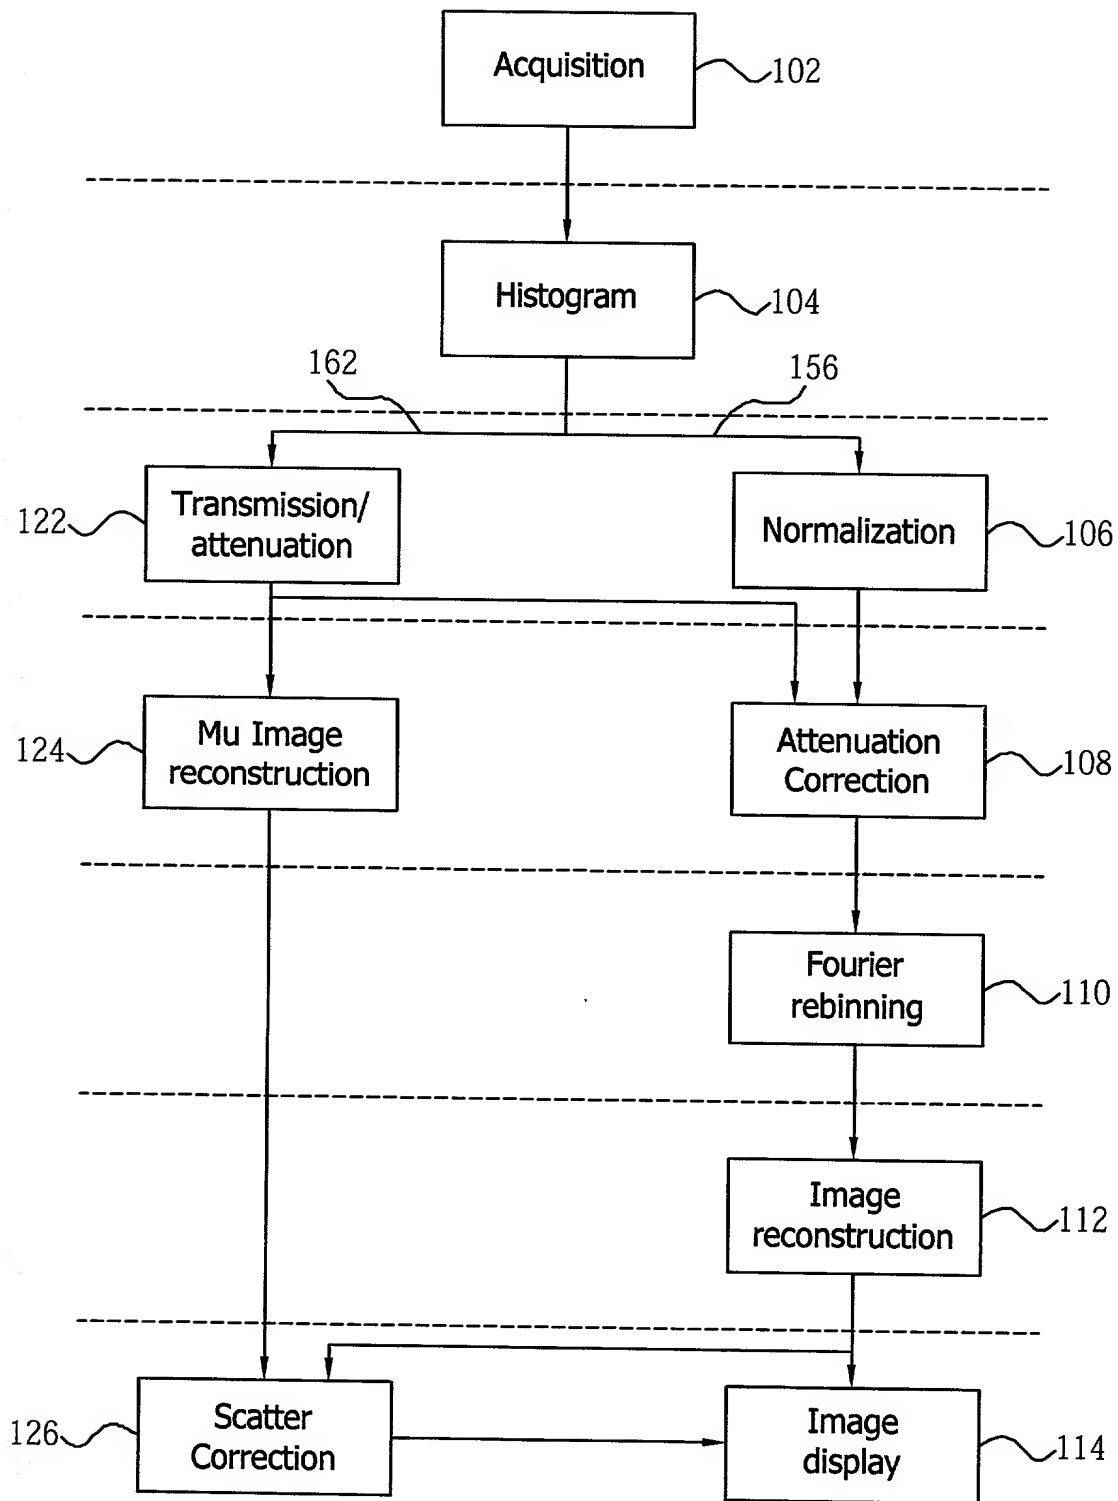 Acquisition
102
Histogram
104
162
156
Transmission/
attenuation
122
Normalization
106
Mu Image
reconstruction
124
Attenuation
Correction
108
Fourier
rebinning
110
Image
reconstruction
112
Scatter
Correction
126
Image
display
114